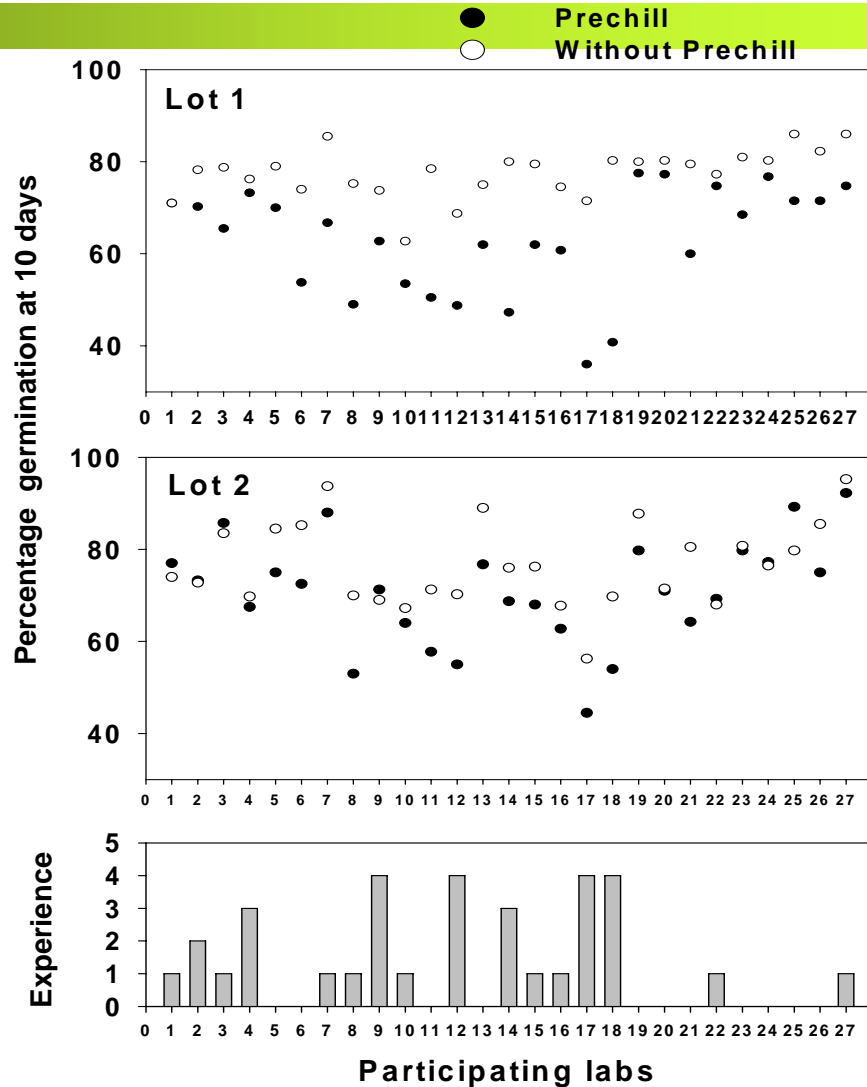 Prechill
Without Prechill
Percentage germination at 10 days
100
Lot 1
80
60
40
0 1 2 3 4 5 6 7 8 9 10 11 12 13 14 15 16 17 18 19 20 21 22 23 24 25 26 27
100
Lot 2
80
60
40
0 1 2 3 4 5 6 7 8 9 10 11 12 13 14 15 16 17 18 19 20 21 22 23 24 25 26 27
Experience
5
4
3
2
1
0
0 1 2 3 4 5 6 7 8 9 10 11 12 13 14 15 16 17 18 19 20 21 22 23 24 25 26 27
Participating labs